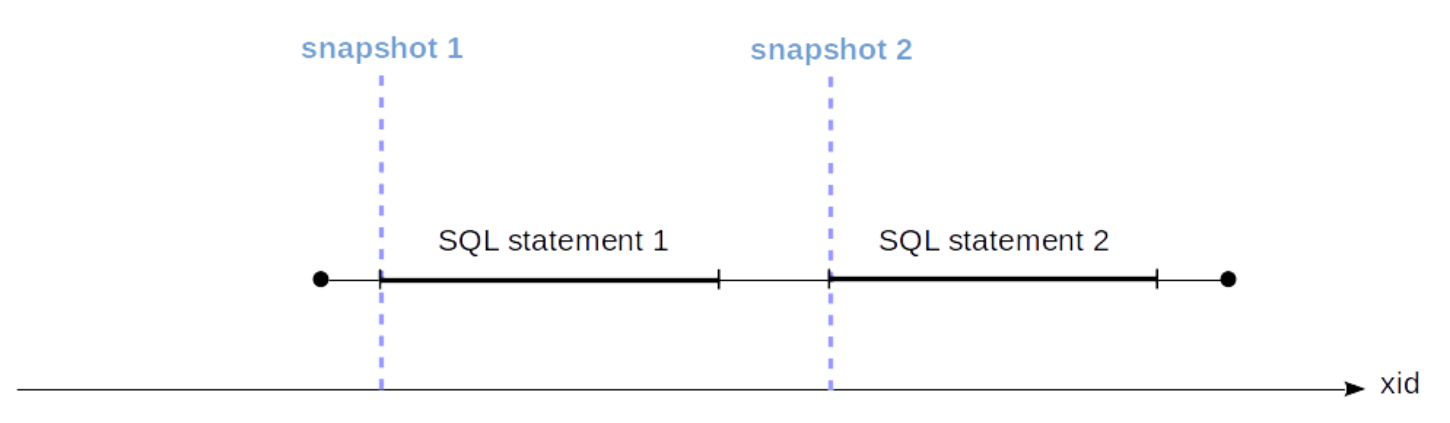 snapshot 1
snapshot 2
SQL statement 1
SQL statement 2
xid